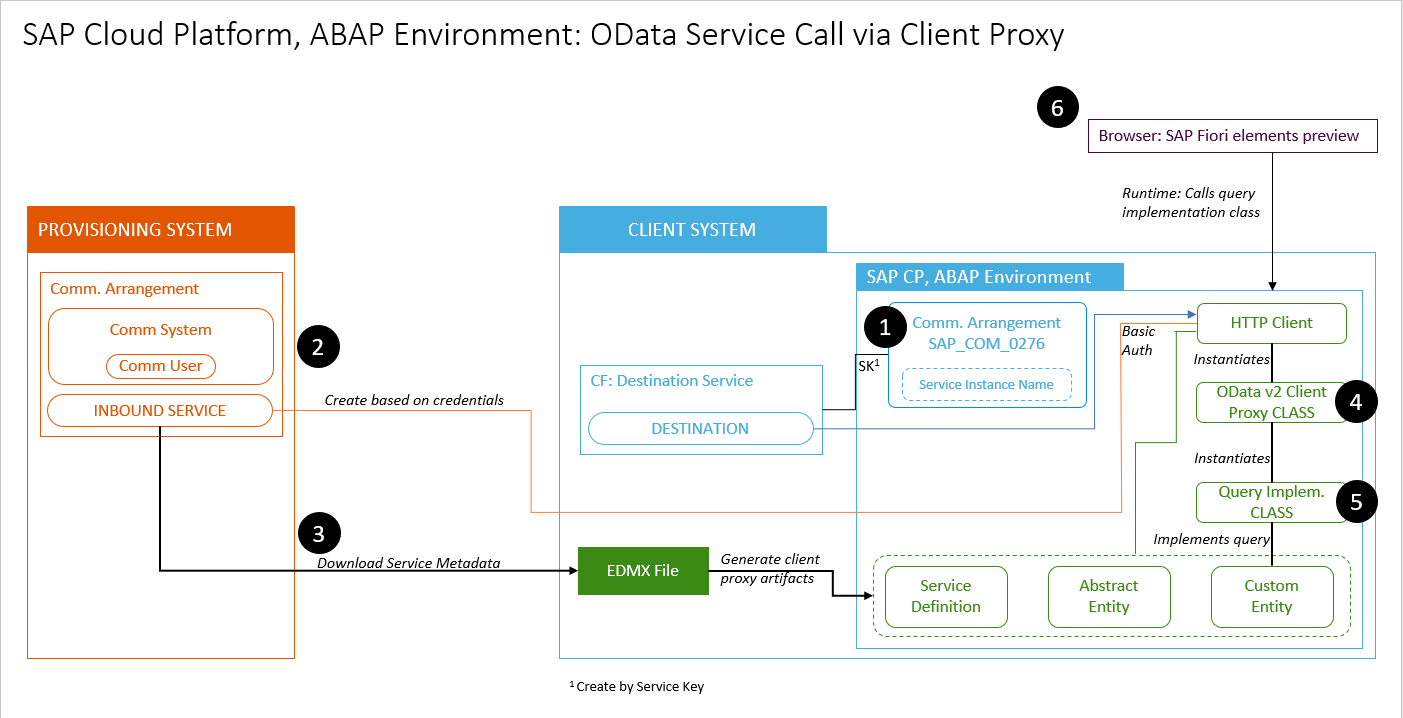 SAP Cloud Platform, ABAP Environment: OData Service Call via Client Proxy
6
Browser: SAP Fiori elements preview
Runtime: Calls query
implementation class
PROVISIONING SYSTEM
Comm. Arrangement
Comm System
Comm User
INBOUND SERVICE
2
Create based on credentials
3
Download Service Metadata
CLIENT SYSTEM
CF: Destination Service
DESTINATION
EDMX File
Generate client
proxy artifacts
SAP CP, ABAP Environment
1
Comm. Arrangement
SAP_COM_0276
Service Instance Name
SK¹
Basic
Auth
HTTP Client
Instantiates
OData v2 Client
Proxy CLASS
4
Instantiates
Query Implem.
CLASS
5
Implements query
Service
Definition
Abstract
Entity
Custom
Entity
¹ Create by Service Key